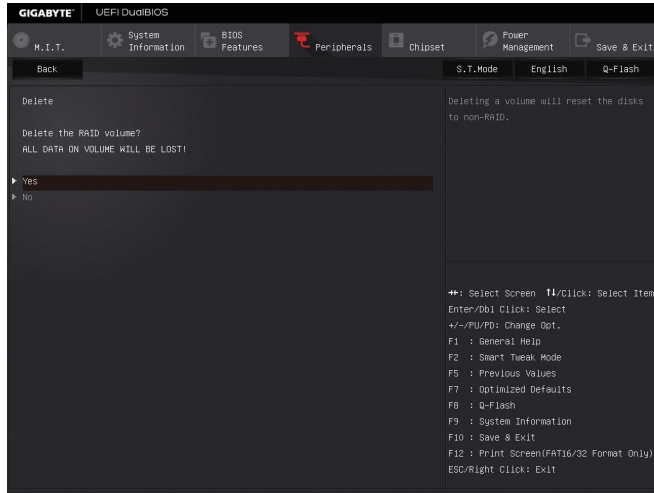 GIGABYTE™ UEFI DualBIOS
M.I.T. System Information BIOS Features Peripherals Chipset Power Management Save & Exit
Back S.T.Mode English Q-Flash
Delete
Delete the RAID volume?
ALL DATA ON VOLUME WILL BE LOST!
Yes
No
Deleting a volume will reset the disks
to non-RAID.
→←: Select Screen ↑↓/Click: Select Item
Enter/Dbl Click: Select
+/-/PU/PD: Change Opt.
F1 : General Help
F2 : Smart Tweak Mode
F5 : Previous Values
F7 : Optimized Defaults
F8 : Q-Flash
F9 : System Information
F10 : Save & Exit
F12 : Print Screen(FAT16/32 Format Only)
ESC/Right Click: Exit